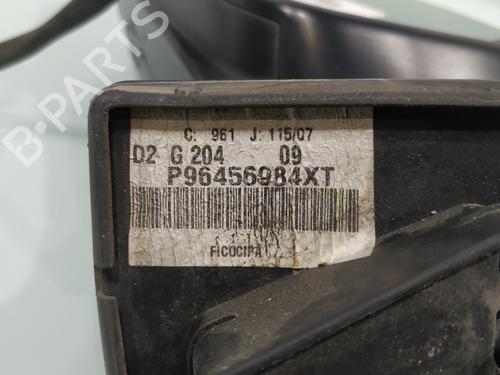 B-PARTS
C: 961 J: 115/07
D2 G 204 09
P96456984XT
FICOCIPA